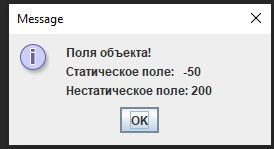 Message
Поля объекта!
Статическое поле:   -50
Нестатическое поле: 200
OK